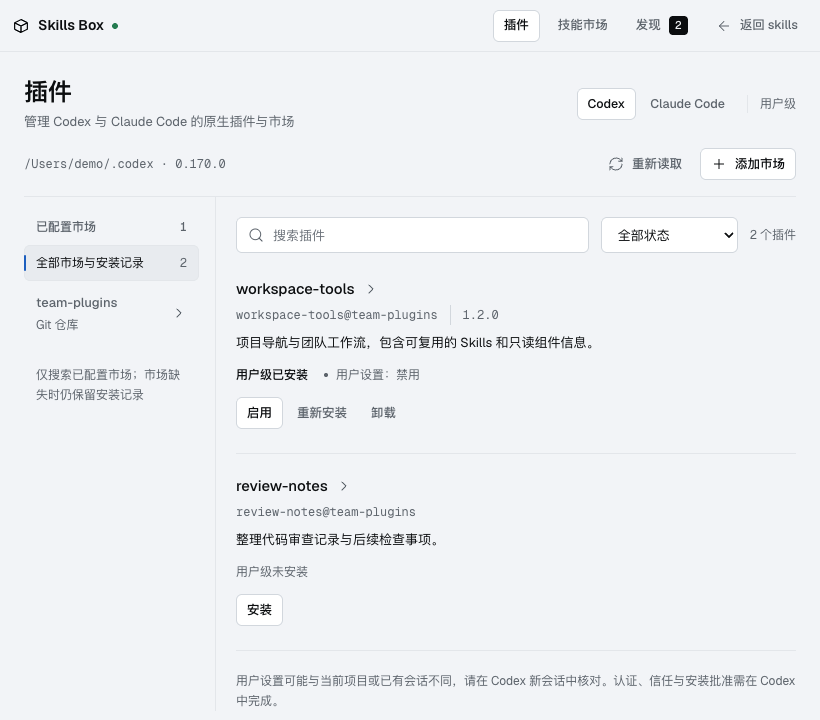 Skills Box
插件
技能市场
发现 2
返回 skills
插件
管理 Codex 与 Claude Code 的原生插件与市场
Codex
Claude Code
用户级
/Users/demo/.codex · 0.170.0
重新读取
添加市场
已配置市场 1
全部市场与安装记录 2
team-plugins
Git 仓库
仅搜索已配置市场；市场缺
失时仍保留安装记录
搜索插件
全部状态
2 个插件
workspace-tools
workspace-tools@team-plugins 1.2.0
项目导航与团队工作流，包含可复用的 Skills 和只读组件信息。
用户级已安装 • 用户设置：禁用
启用 重新安装 卸载
review-notes
review-notes@team-plugins
整理代码审查记录与后续检查事项。
用户级未安装
安装
用户设置可能与当前项目或已有会话不同，请在 Codex 新会话中核对。认证、信任与安装批准需在 Codex
中完成。